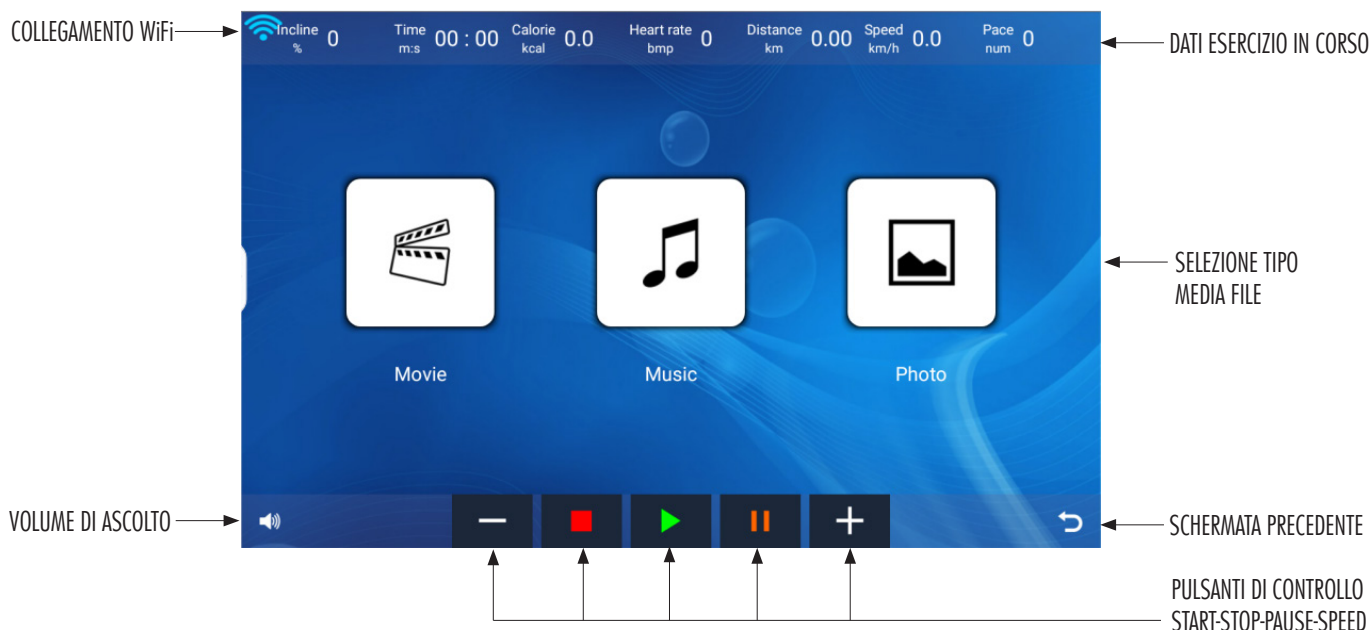 COLLEGAMENTO WiFi
Incline % 0
Time m:s 00 : 00
Calorie kcal 0.0
Heart rate bmp 0
Distance km 0.00
Speed km/h 0.0
Pace num 0
DATI ESERCIZIO IN CORSO
SELEZIONE TIPO
MEDIA FILE
Movie
Music
Photo
VOLUME DI ASCOLTO
SCHERMATA PRECEDENTE
PULSANTI DI CONTROLLO
START-STOP-PAUSE-SPEED